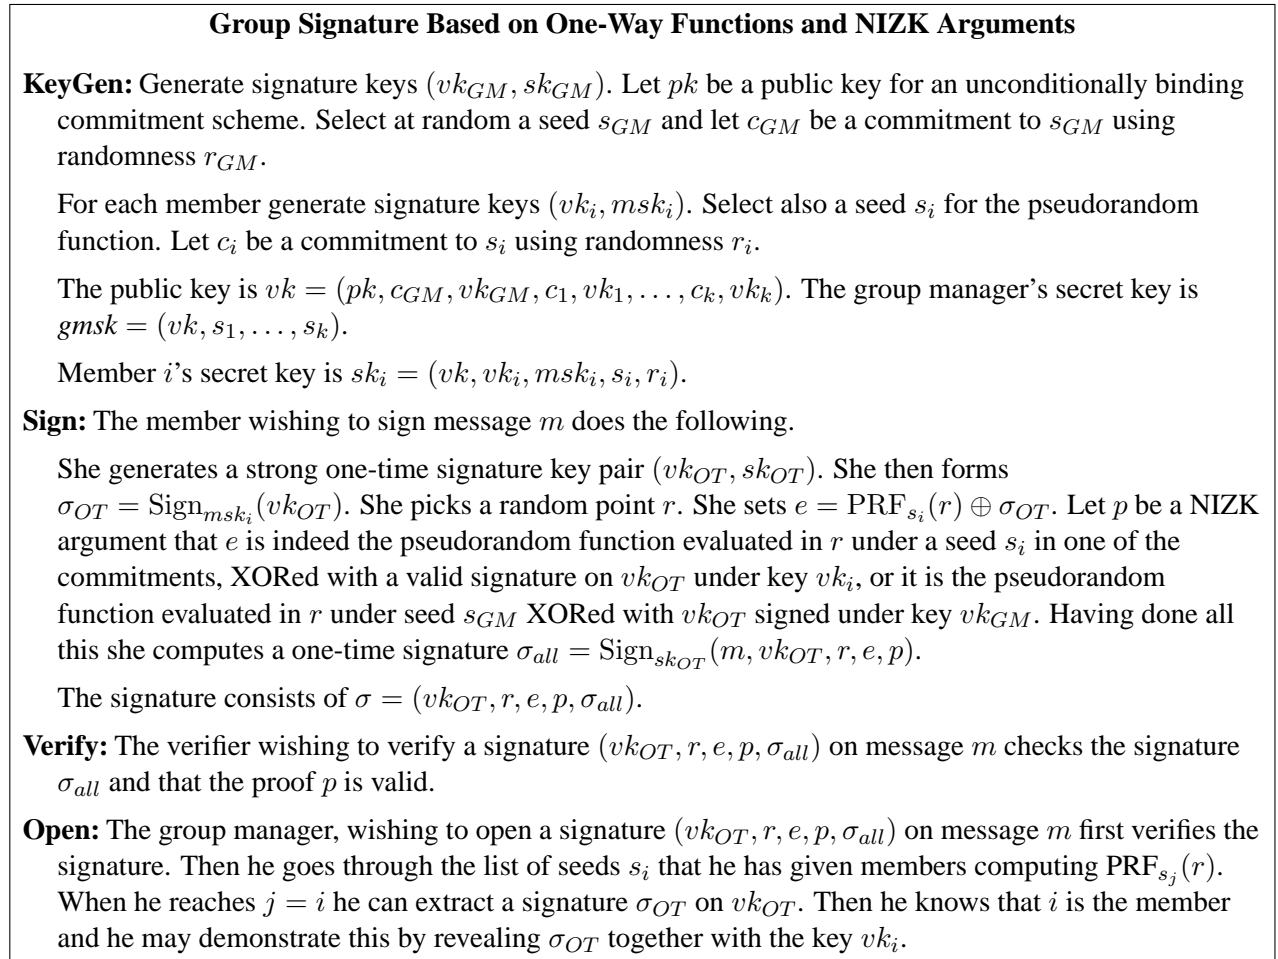 Group Signature Based on One-Way Functions and NIZK Arguments
KeyGen: Generate signature keys (vk_{GM}, sk_{GM}). Let pk be a public key for an unconditionally binding
commitment scheme. Select at random a seed s_{GM} and let c_{GM} be a commitment to s_{GM} using
randomness r_{GM}.
For each member generate signature keys (vk_i, msk_i). Select also a seed s_i for the pseudorandom
function. Let c_i be a commitment to s_i using randomness r_i.
The public key is vk = (pk, c_{GM}, vk_{GM}, c_1, vk_1, . . . , c_k, vk_k). The group manager's secret key is
gmsk = (vk, s_1, . . . , s_k).
Member i's secret key is sk_i = (vk, vk_i, msk_i, s_i, r_i).
Sign: The member wishing to sign message m does the following.
She generates a strong one-time signature key pair (vk_{OT}, sk_{OT}). She then forms
σ_{OT} = Sign_{msk_i}(vk_{OT}). She picks a random point r. She sets e = PRF_{s_i}(r) ⊕ σ_{OT}. Let p be a NIZK
argument that e is indeed the pseudorandom function evaluated in r under a seed s_i in one of the
commitments, XORed with a valid signature on vk_{OT} under key vk_i, or it is the pseudorandom
function evaluated in r under seed s_{GM} XORed with vk_{OT} signed under key vk_{GM}. Having done all
this she computes a one-time signature σ_{all} = Sign_{sk_{OT}}(m, vk_{OT}, r, e, p).
The signature consists of σ = (vk_{OT}, r, e, p, σ_{all}).
Verify: The verifier wishing to verify a signature (vk_{OT}, r, e, p, σ_{all}) on message m checks the signature
σ_{all} and that the proof p is valid.
Open: The group manager, wishing to open a signature (vk_{OT}, r, e, p, σ_{all}) on message m first verifies the
signature. Then he goes through the list of seeds s_i that he has given members computing PRF_{s_j}(r).
When he reaches j = i he can extract a signature σ_{OT} on vk_{OT}. Then he knows that i is the member
and he may demonstrate this by revealing σ_{OT} together with the key vk_i.